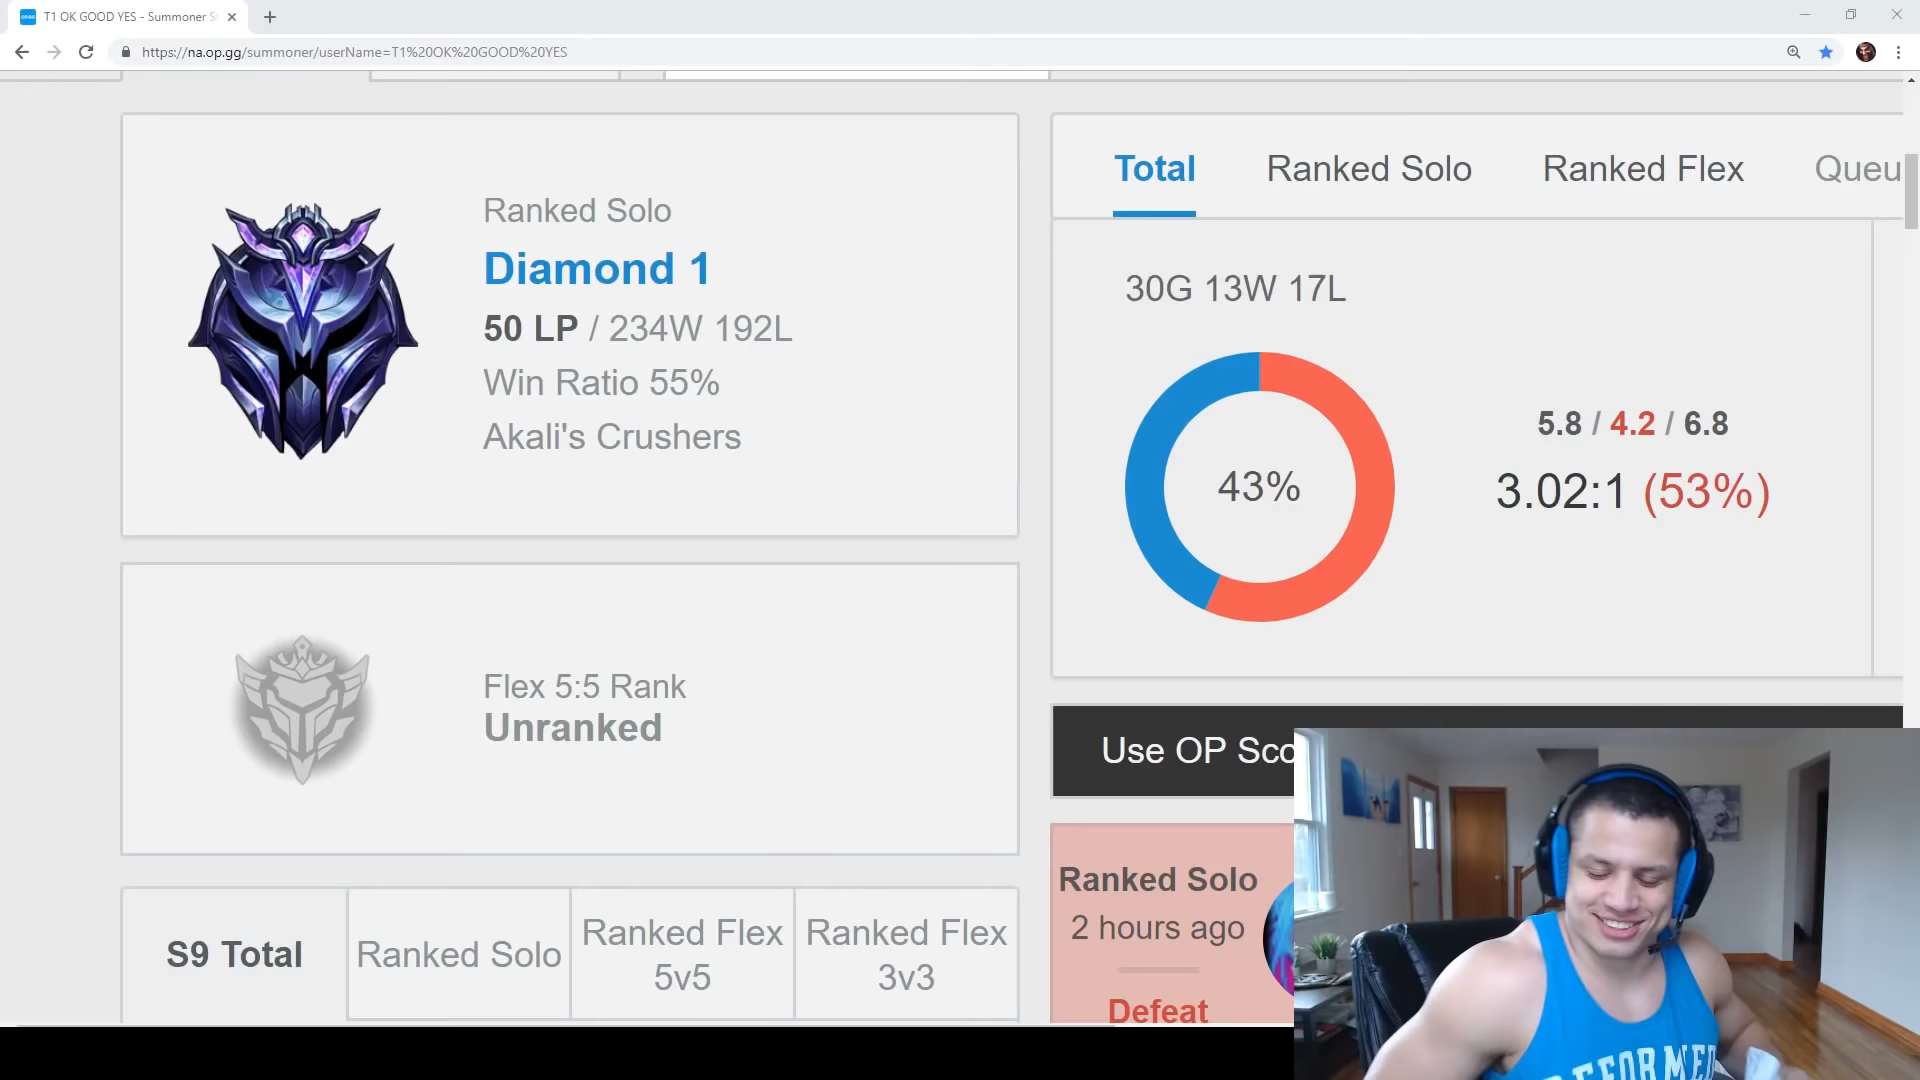 T1 OK GOOD YES - Summoner S
https://na.op.gg/summoner/userName=T1%20OK%20GOOD%20YES
Ranked Solo
Diamond 1
50 LP / 234W 192L
Win Ratio 55%
Akali's Crushers
Flex 5:5 Rank
Unranked
S9 Total
Ranked Solo
Ranked Flex
5v5
Ranked Flex
3v3
Total
Ranked Solo
Ranked Flex
Queu
30G 13W 17L
43%
5.8 / 4.2 / 6.8
3.02:1 (53%)
Use OP Sco
Ranked Solo
2 hours ago
Defeat
REFORMED